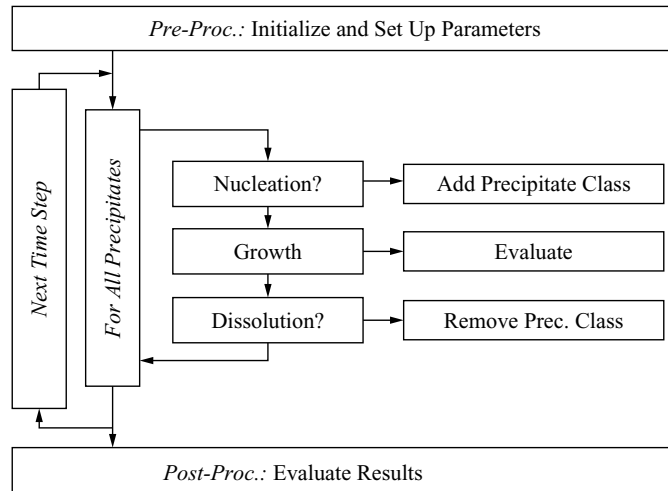 Pre-Proc.: Initialize and Set Up Parameters
Next Time Step
For All Precipitates
Nucleation?
Add Precipitate Class
Growth
Evaluate
Dissolution?
Remove Prec. Class
Post-Proc.: Evaluate Results